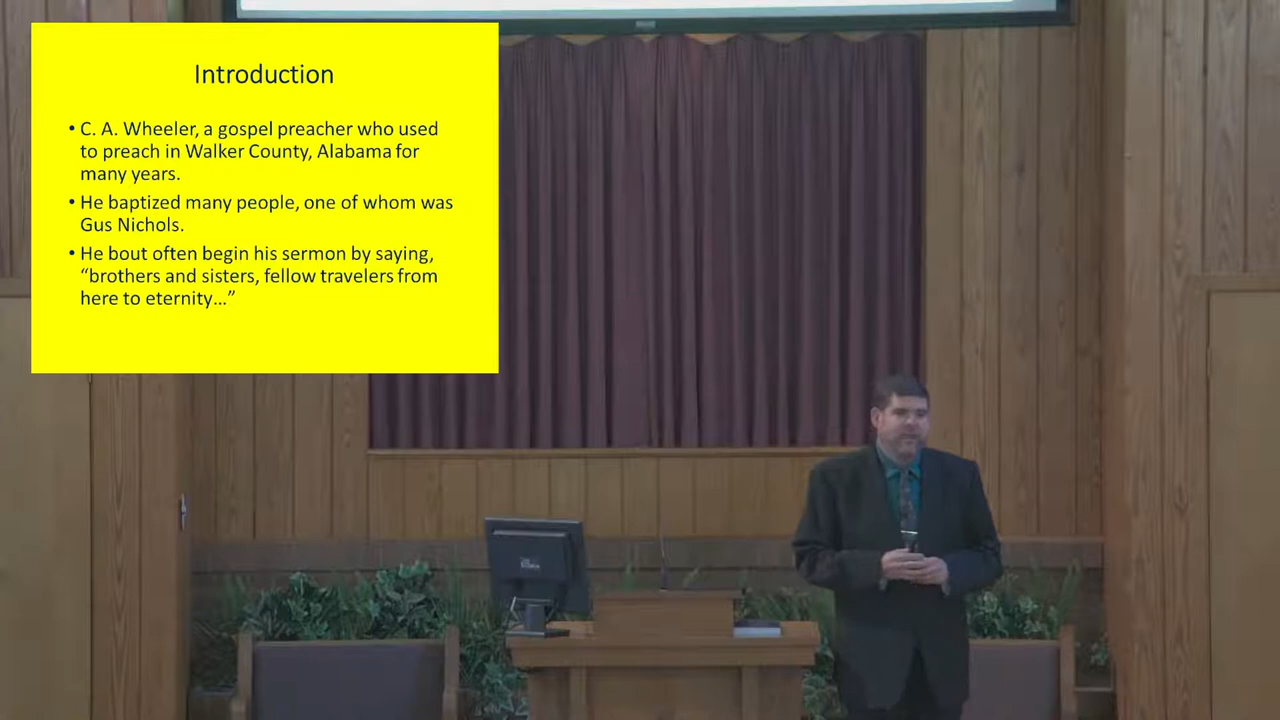 Introduction
• C. A. Wheeler, a gospel preacher who used
to preach in Walker County, Alabama for
many years.
• He baptized many people, one of whom was
Gus Nichols.
• He bout often begin his sermon by saying,
“brothers and sisters, fellow travelers from
here to eternity…”